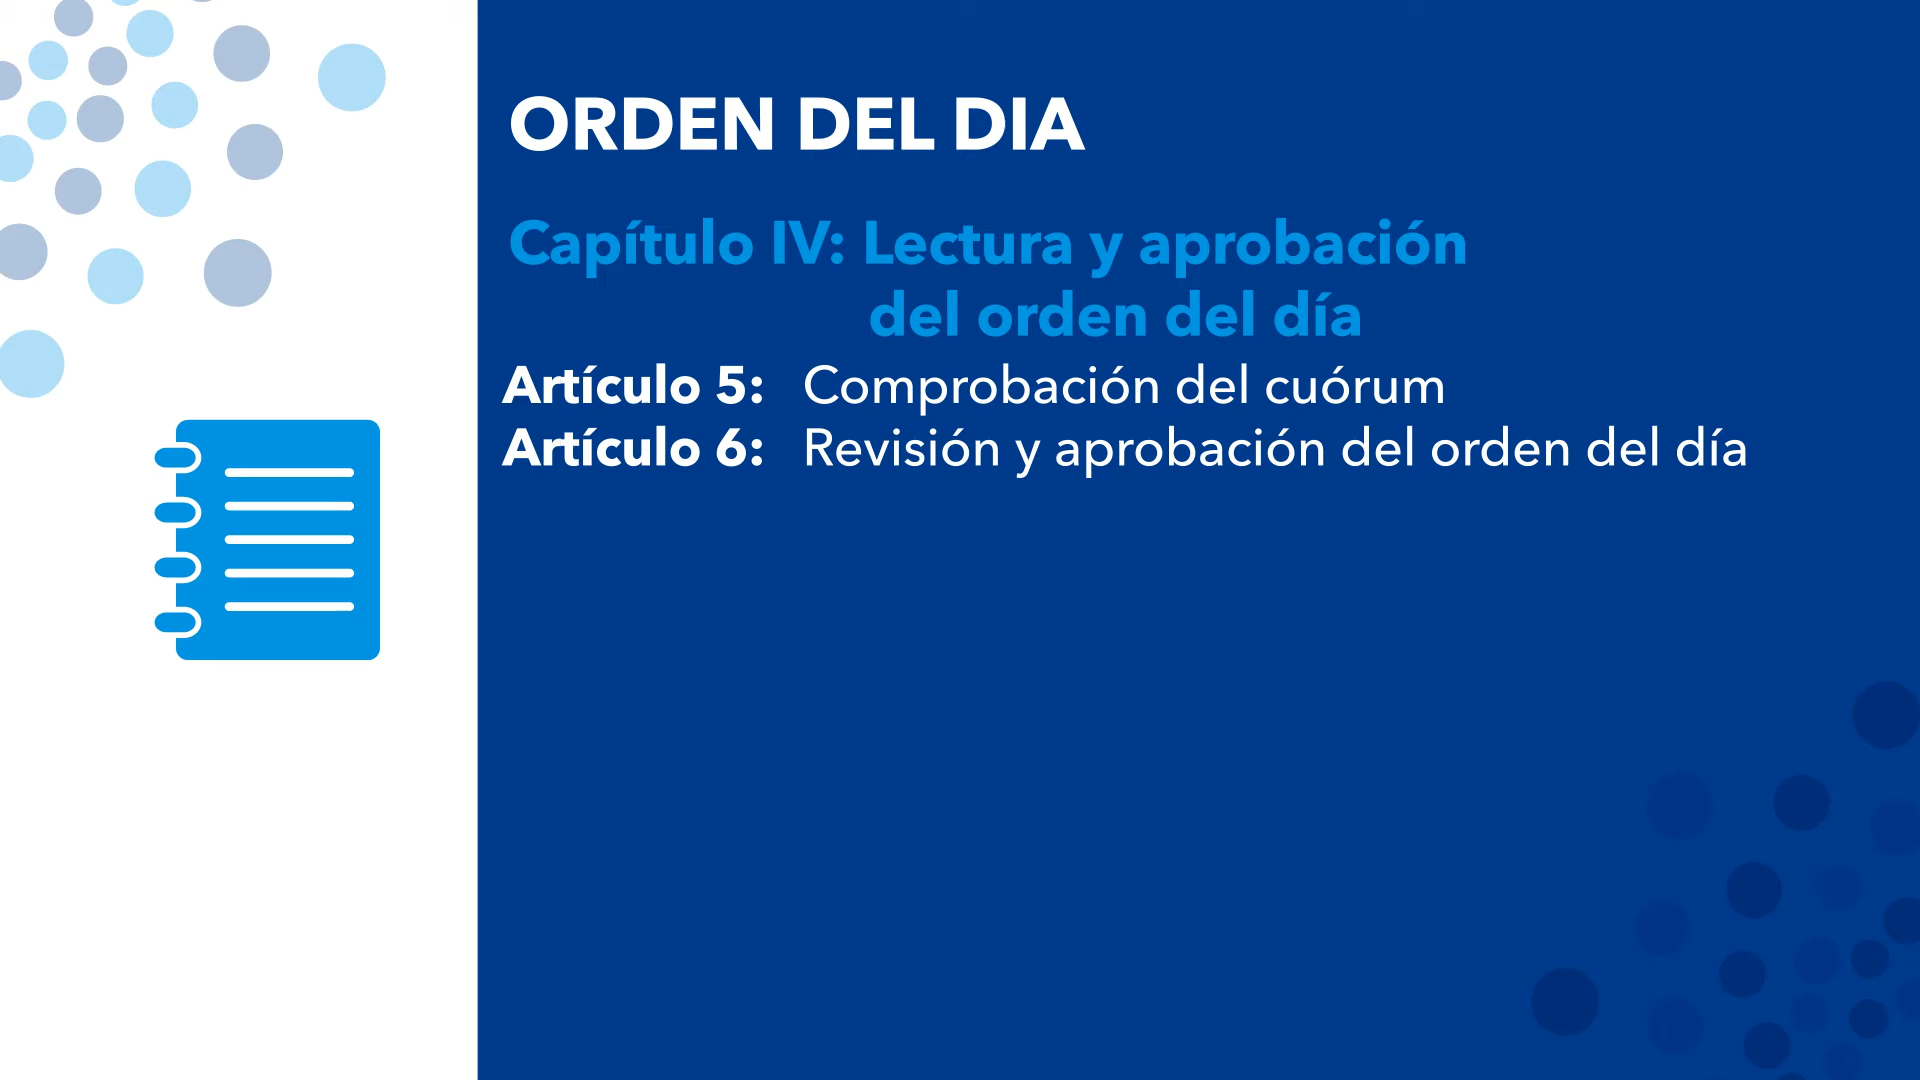 ORDEN DEL DIA
Capítulo IV: Lectura y aprobación
del orden del día
Artículo 5: Comprobación del cuórum
Artículo 6: Revisión y aprobación del orden del día